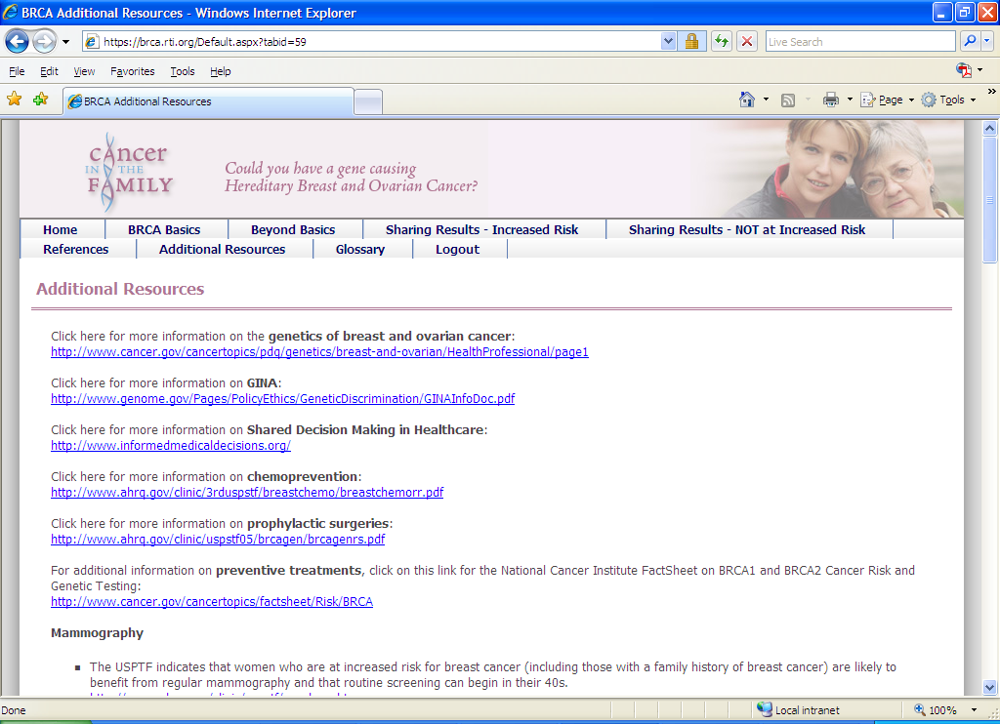 BRCA Additional Resources - Windows Internet Explorer
https://brca.rti.org/Default.aspx?tabid=59
Live Search
File Edit View Favorites Tools Help
BRCA Additional Resources
Page Tools
cancer
IN THE
FAMILY
Could you have a gene causing
Hereditary Breast and Ovarian Cancer?
Home BRCA Basics Beyond Basics Sharing Results - Increased Risk Sharing Results - NOT at Increased Risk
References Additional Resources Glossary Logout
Additional Resources
Click here for more information on the genetics of breast and ovarian cancer:
http://www.cancer.gov/cancertopics/pdq/genetics/breast-and-ovarian/HealthProfessional/page1
Click here for more information on GINA:
http://www.genome.gov/Pages/PolicyEthics/GeneticDiscrimination/GINAInfoDoc.pdf
Click here for more information on Shared Decision Making in Healthcare:
http://www.informedmedicaldecisions.org/
Click here for more information on chemoprevention:
http://www.ahrq.gov/clinic/3rduspstf/breastchemo/breastchemorr.pdf
Click here for more information on prophylactic surgeries:
http://www.ahrq.gov/clinic/uspstf05/brcagen/brcagenrs.pdf
For additional information on preventive treatments, click on this link for the National Cancer Institute FactSheet on BRCA1 and BRCA2 Cancer Risk and
Genetic Testing:
http://www.cancer.gov/cancertopics/factsheet/Risk/BRCA
Mammography
▪ The USPTF indicates that women who are at increased risk for breast cancer (including those with a family history of breast cancer) are likely to
benefit from regular mammography and that routine screening can begin in their 40s.
Done Local intranet 100%